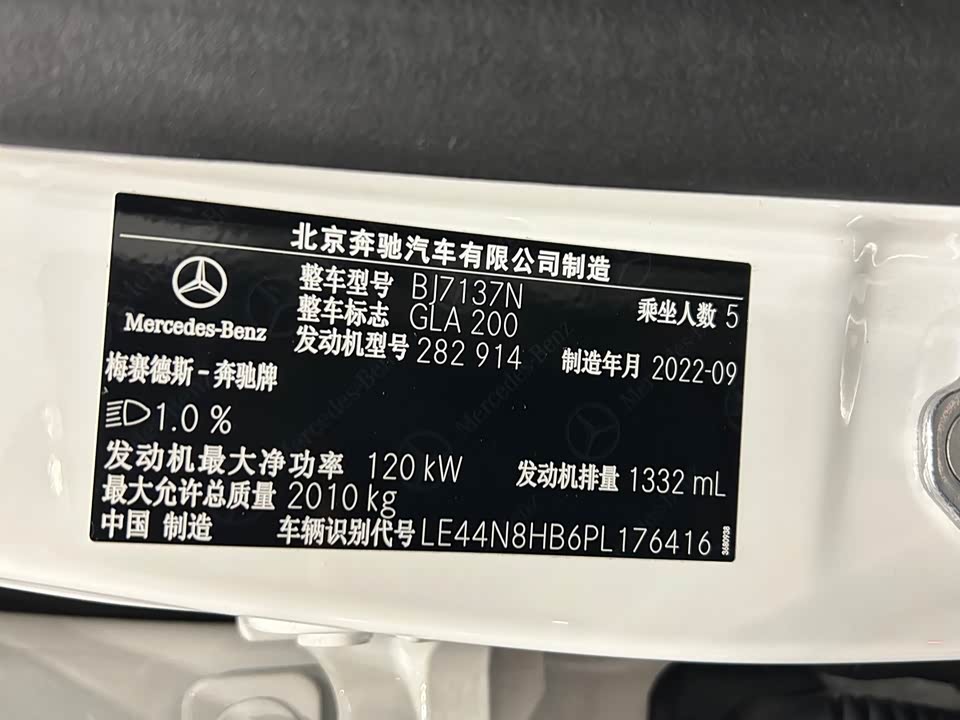 北京奔驰汽车有限公司制造
整车型号 BJ7137N
乘坐人数 5
整车标志 GLA 200
Mercedes-Benz
发动机型号 282 914
制造年月 2022-09
梅赛德斯-奔驰牌
1.0 %
发动机最大净功率 120 kW
发动机排量 1332 mL
最大允许总质量 2010 kg
中国 制造
车辆识别代号 LE44N8HB6PL176416
3680938